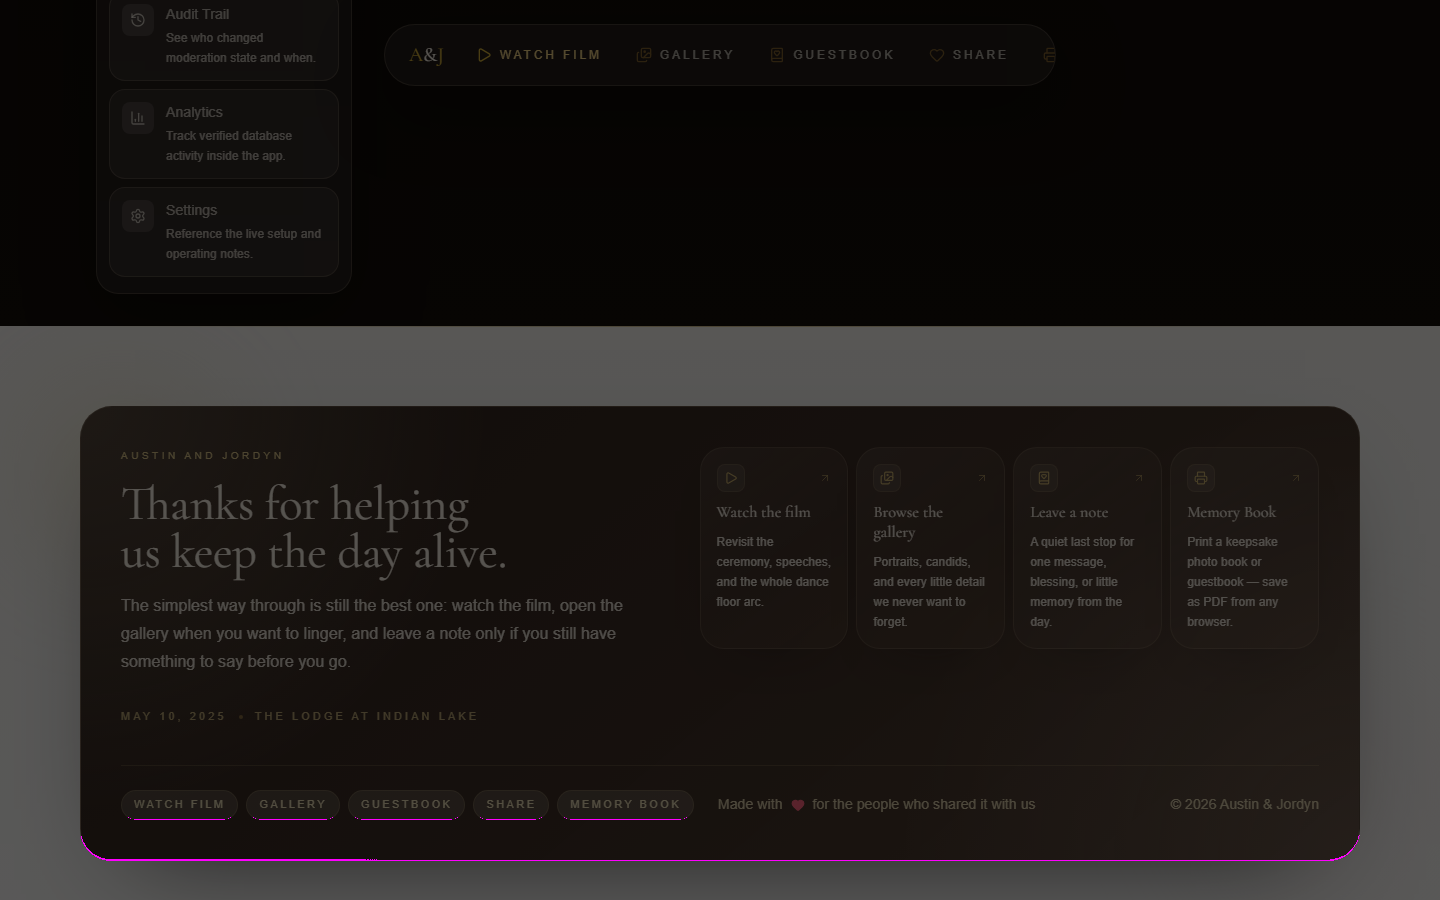 Audit Trail
See who changed
moderation state and when.
Analytics
Track verified database
activity inside the app.
Settings
Reference the live setup and
operating notes.
A&J WATCH FILM GALLERY GUESTBOOK SHARE
AUSTIN AND JORDYN
Thanks for helping
us keep the day alive.
The simplest way through is still the best one: watch the film, open the
gallery when you want to linger, and leave a note only if you still have
something to say before you go.
MAY 10, 2025 • THE LODGE AT INDIAN LAKE
Watch the film
Revisit the
ceremony, speeches,
and the whole dance
floor arc.
Browse the
gallery
Portraits, candids,
and every little detail
we never want to
forget.
Leave a note
A quiet last stop for
one message,
blessing, or little
memory from the
day.
Memory Book
Print a keepsake
photo book or
guestbook — save
as PDF from any
browser.
WATCH FILM GALLERY GUESTBOOK SHARE MEMORY BOOK
Made with ❤ for the people who shared it with us
© 2026 Austin & Jordyn